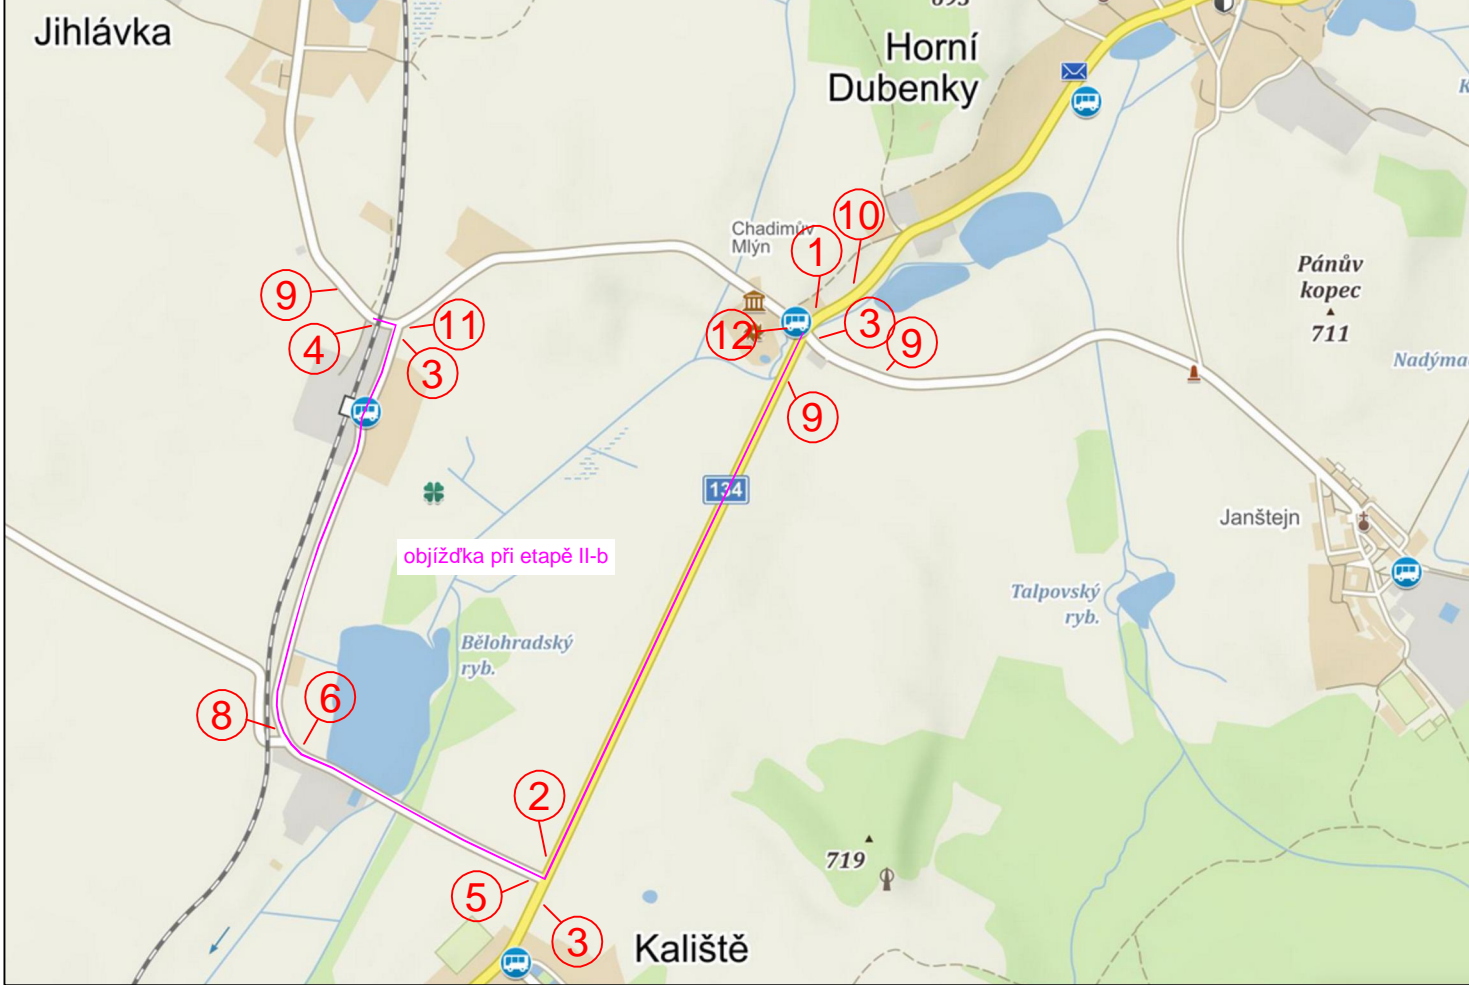 693
Jihlávka
Horní
Dubenky
Chadimův
Mlýn
10
1
Pánův
kopec
711
9
4
11
3
12
3
9
Nadýma
9
134
Janštejn
objížďka při etapě II-b
Talpovský
ryb.
Bělohradský
ryb.
8
6
2
719
5
3
Kaliště
K